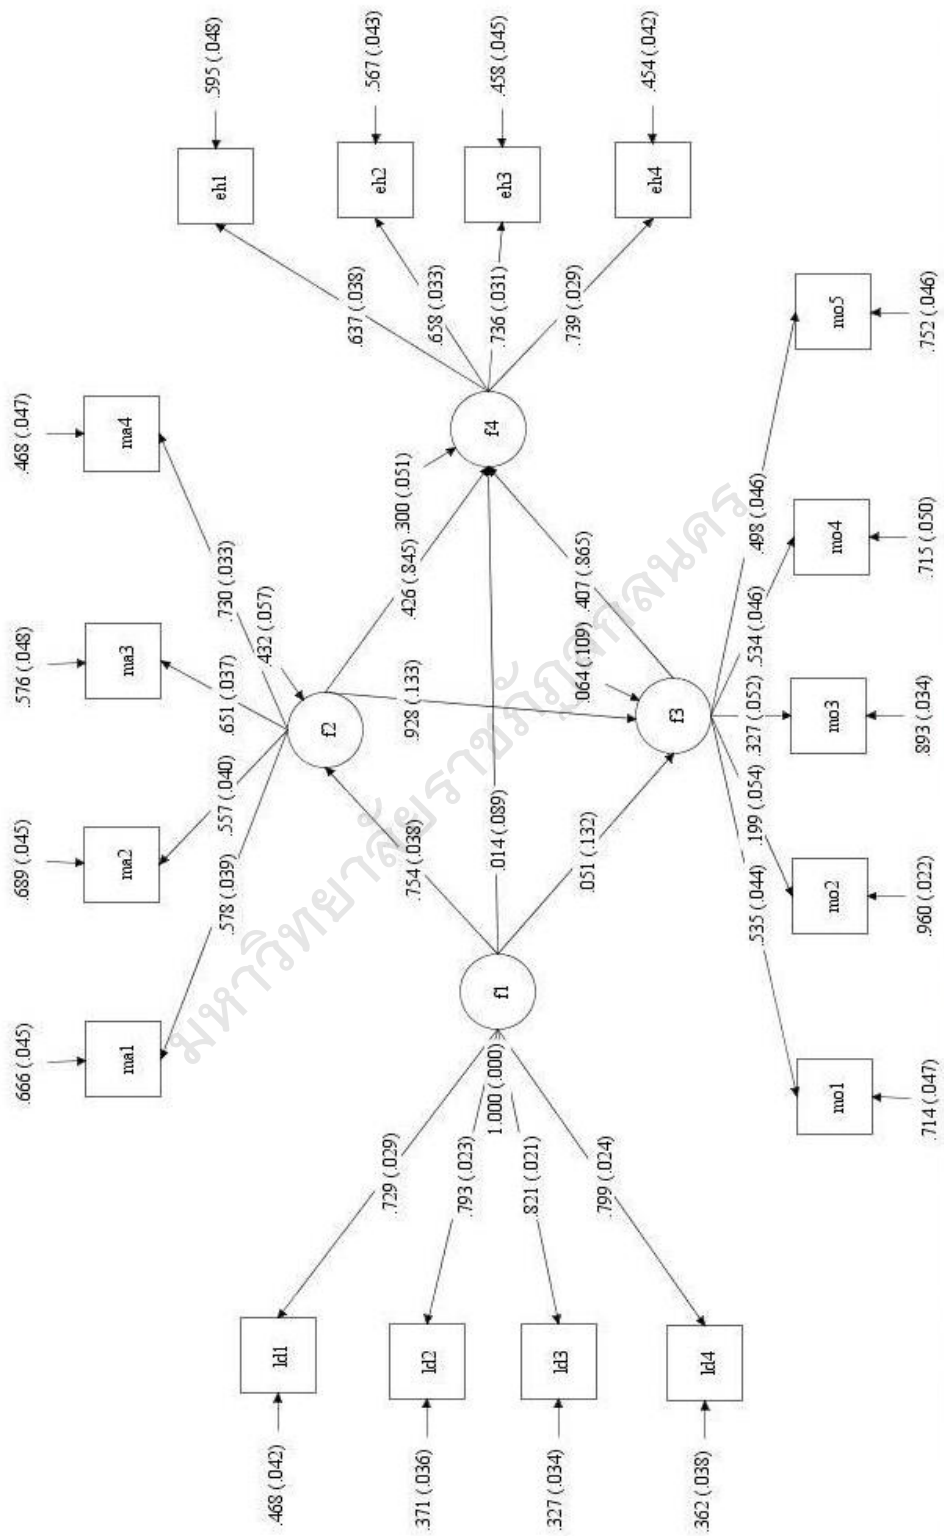 .666 (.045)
.689 (.045)
.576 (.048)
.468 (.047)
ma1
ma2
ma3
ma4
.578 (.039)
.557 (.040)
.651 (.037)
.730 (.033)
.432 (.057)
f2
.468 (.042)
ld1
.729 (.029)
.371 (.036)
ld2
.793 (.023)
.327 (.034)
ld3
.821 (.021)
.362 (.038)
ld4
.799 (.024)
1.000 (.000)
f1
.754 (.038)
.014 (.089)
.051 (.132)
.928 (.133)
.426 (.845)
.300 (.051)
.407 (.865)
.064 (.109)
f4
f3
.637 (.038)
eh1
.595 (.048)
.658 (.033)
eh2
.567 (.043)
.736 (.031)
eh3
.458 (.045)
.739 (.029)
eh4
.454 (.042)
.535 (.044)
.199 (.054)
.327 (.052)
.534 (.046)
.498 (.046)
mo1
mo2
mo3
mo4
mo5
.714 (.047)
.960 (.022)
.893 (.034)
.715 (.050)
.752 (.046)
มหาวิทยาลัยราชภัฏสกลนคร